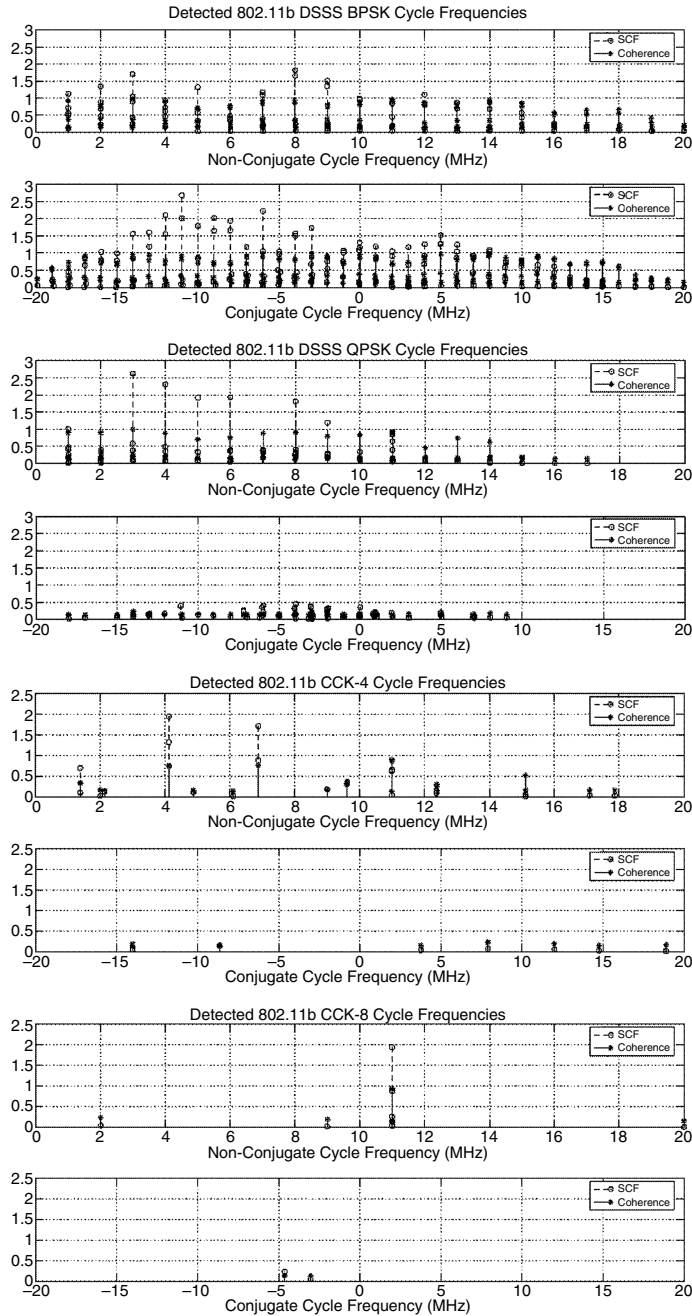 Detected 802.11b DSSS BPSK Cycle Frequencies
3
2.5
2
1.5
1
0.5
0
SCF
Coherence
0 2 4 6 8 10 12 14 16 18 20
Non-Conjugate Cycle Frequency (MHz)
3
2.5
2
1.5
1
0.5
0
SCF
Coherence
−20 −15 −10 −5 0 5 10 15 20
Conjugate Cycle Frequency (MHz)
Detected 802.11b DSSS QPSK Cycle Frequencies
3
2.5
2
1.5
1
0.5
0
SCF
Coherence
0 2 4 6 8 10 12 14 16 18 20
Non-Conjugate Cycle Frequency (MHz)
3
2.5
2
1.5
1
0.5
0
SCF
Coherence
−20 −15 −10 −5 0 5 10 15 20
Conjugate Cycle Frequency (MHz)
Detected 802.11b CCK-4 Cycle Frequencies
2.5
2
1.5
1
0.5
0
SCF
Coherence
0 2 4 6 8 10 12 14 16 18 20
Non-Conjugate Cycle Frequency (MHz)
2.5
2
1.5
1
0.5
0
SCF
Coherence
−20 −15 −10 −5 0 5 10 15 20
Conjugate Cycle Frequency (MHz)
Detected 802.11b CCK-8 Cycle Frequencies
2.5
2
1.5
1
0.5
0
SCF
Coherence
0 2 4 6 8 10 12 14 16 18 20
Non-Conjugate Cycle Frequency (MHz)
2.5
2
1.5
1
0.5
0
SCF
Coherence
−20 −15 −10 −5 0 5 10 15 20
Conjugate Cycle Frequency (MHz)